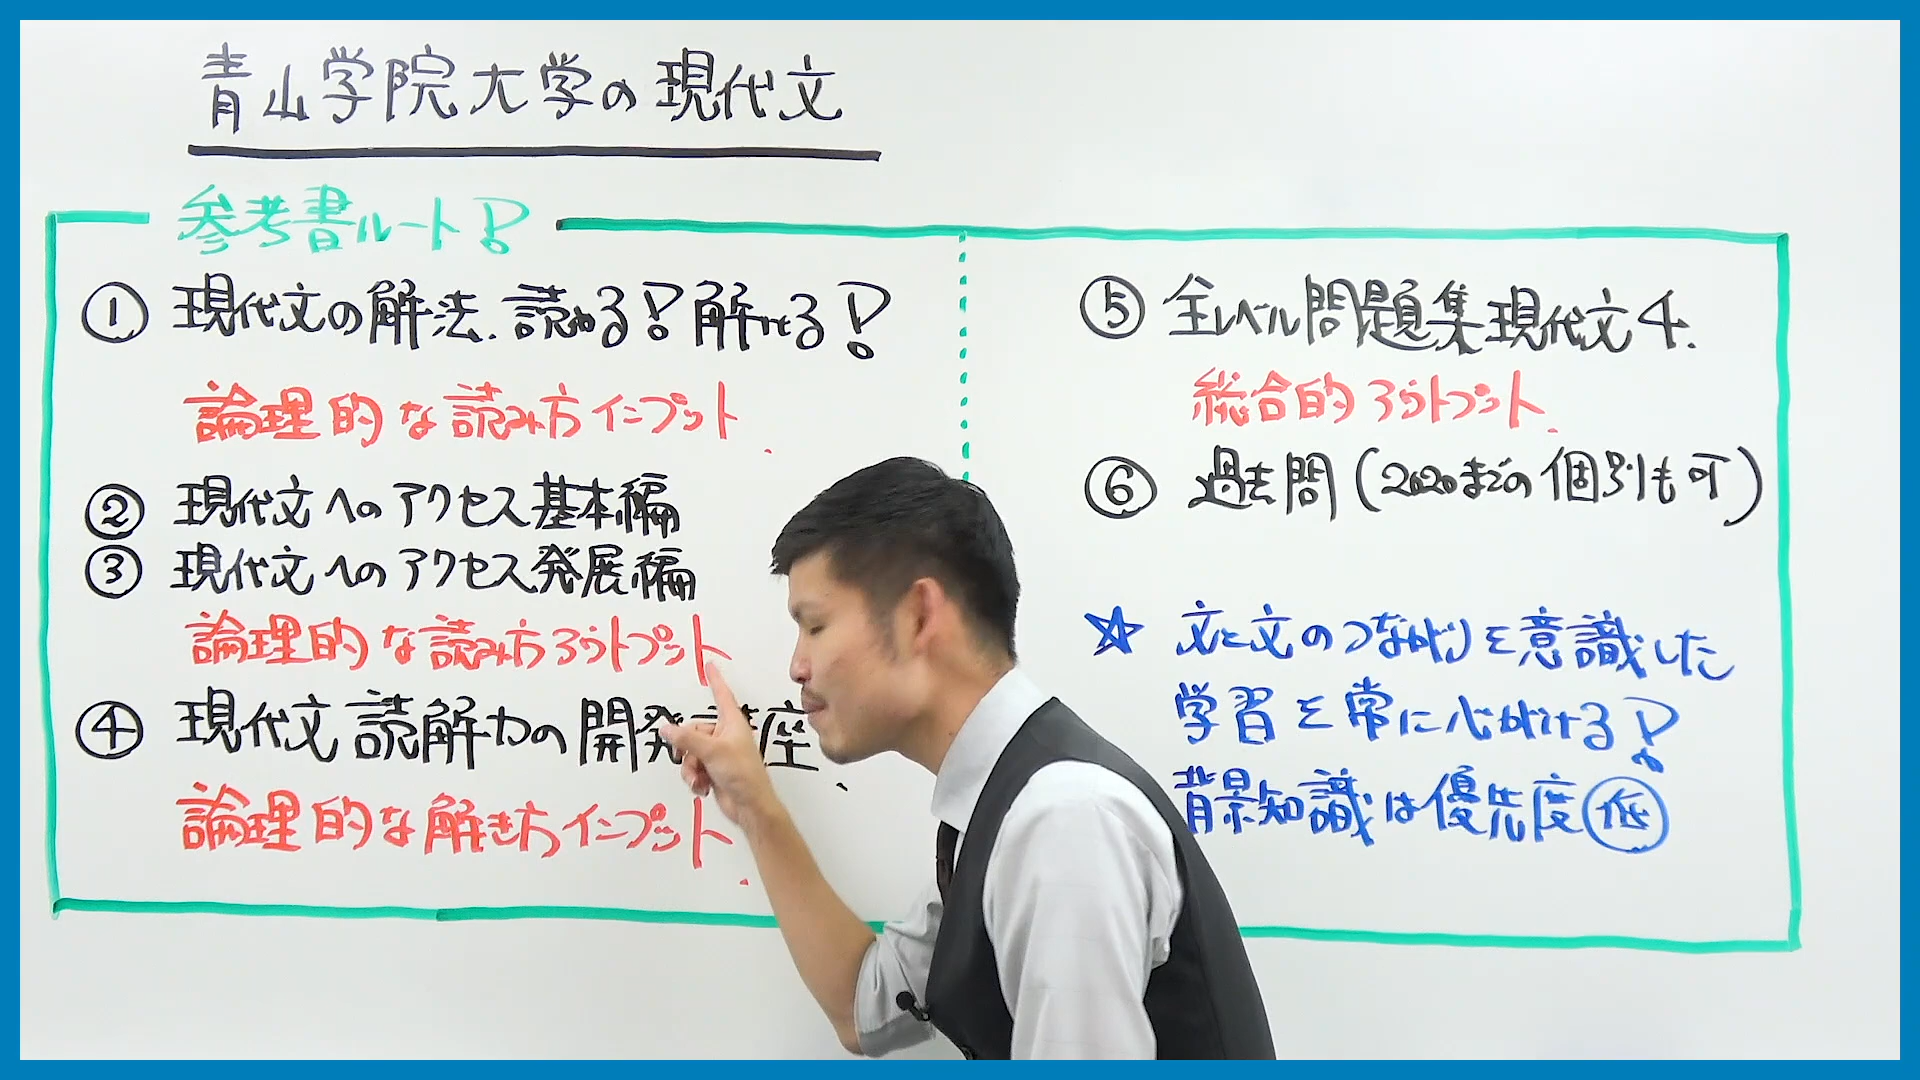 青山学院大学の現代文
参考書ルート!
① 現代文の解法.読める!解ける!
論理的な読み方インプット.
② 現代文へのアクセス基本編
③ 現代文へのアクセス発展編
論理的な読み方アウトプット
④ 現代文読解力の開発講座.
論理的な解き方インプット.
⑤ 全レベル問題集現代文4.
総合的アウトプット.
⑥ 過去問(2020までの個別も可)
☆ 文と文のつながりを意識した
学習を常に心がける!
背景知識は優先度低